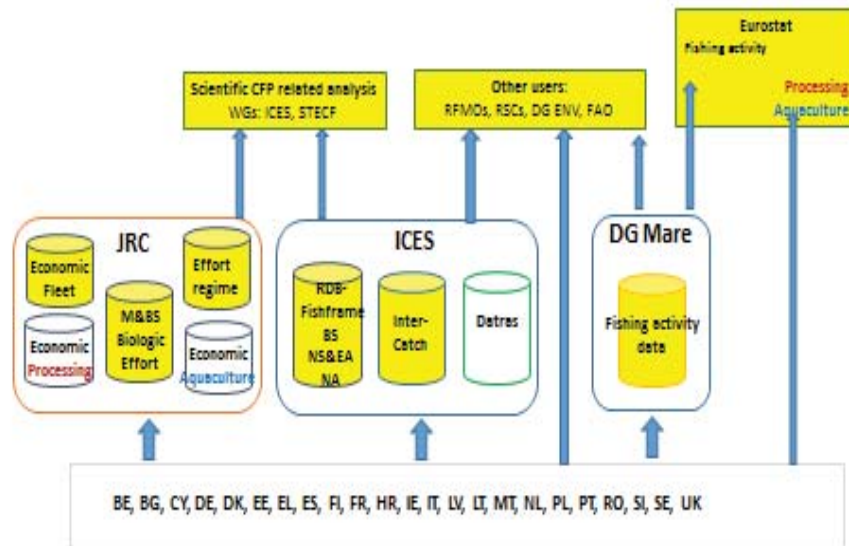 Eurostat
Fishing activity
Processing
Aquaculture
Scientific CFP related analysis
WGs: ICES, STECF
Other users:
RFMOs, RSCs, DG ENV, FAO
JRC
Economic
Fleet
Effort
regime
M&BS
Biologic
Effort
Economic
Processing
Economic
Aquaculture
ICES
RDB-
Fishframe
BS
NS&EA
NA
Inter-
Catch
Datras
DG Mare
Fishing activity
data
BE, BG, CY, DE, DK, EE, EL, ES, FI, FR, HR, IE, IT, LV, LT, MT, NL, PL, PT, RO, SI, SE, UK